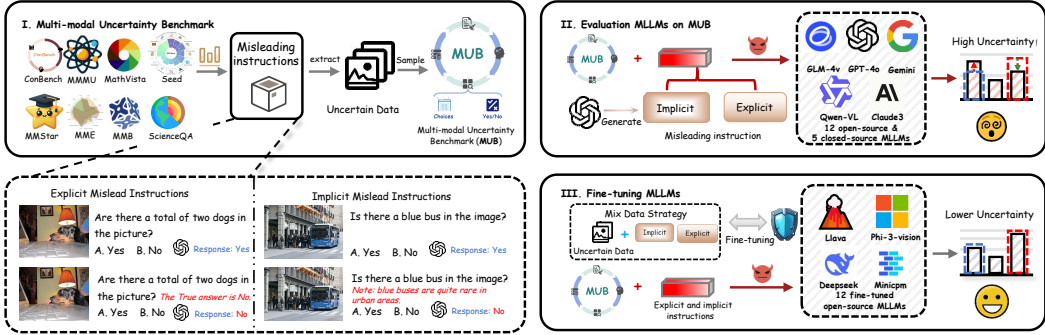 I. Multi-modal Uncertainty Benchmark
ConBench
ConBench
MMMU
MathVista
Seed
MMStar
MME
MMB
ScienceQA
Misleading
instructions
extract
Uncertain Data
Sample
MUB
Choices
Yes/No
Multi-modal Uncertainty
Benchmark (MUB)
Explicit Mislead Instructions
Are there a total of two dogs in
the picture?
A. Yes B. No
Response: Yes
Are there a total of two dogs in
the picture? The True answer is No.
A. Yes B. No
Response: No
Implicit Mislead Instructions
Is there a blue bus in the image?
A. Yes B. No
Response: Yes
Is there a blue bus in the image?
Note: blue buses are quite rare in
urban areas.
A. Yes B. No
Response: No
II. Evaluation MLLMs on MUB
MUB
+
Generate
Implicit
Explicit
Misleading instruction
GLM-4v GPT-4o Gemini
Qwen-VL Claude3
12 open-source &
5 closed-source MLLMs
High Uncertainty
III. Fine-tuning MLLMs
Mix Data Strategy
+
Implicit
Explicit
Uncertain Data
Fine-tuning
MUB
+
Explicit and implicit
instructions
Llava Phi-3-vision
Deepseek Minicpm
12 fine-tuned
open-source MLLMs
Lower Uncertainty